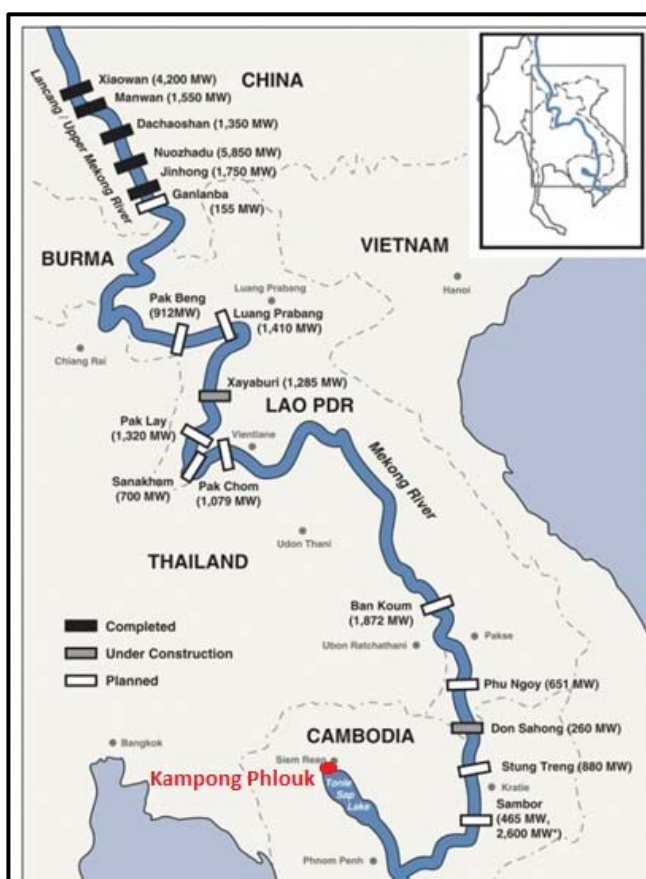 Xiaowan (4,200 MW)
CHINA
Manwan (1,550 MW)
Lancang / Upper Mekong River
Dachaoshan (1,350 MW)
Nuozhadu (5,850 MW)
Jinhong (1,750 MW)
Ganlanba
(155 MW)
BURMA
VIETNAM
Luang Prabang
Hanoi
Pak Beng
(912MW)
Luang Prabang
(1,410 MW)
Chiang Rai
Xayaburi (1,285 MW)
LAO PDR
Pak Lay
(1,320 MW)
Vientiane
Mekong River
Sanakham
(700 MW)
Pak Chom
(1,079 MW)
Udon Thani
THAILAND
Ban Koum
(1,872 MW)
Completed
Under Construction
Planned
Ubon Ratchathani
Pakse
Phu Ngoy (651 MW)
CAMBODIA
Don Sahong (260 MW)
Bangkok
Siem Reap
Kampong Phlouk
Stung Treng (880 MW)
Tonle
Sap
Lake
Kratie
Sambor
(465 MW,
2,600 MW*)
Phnom Penh